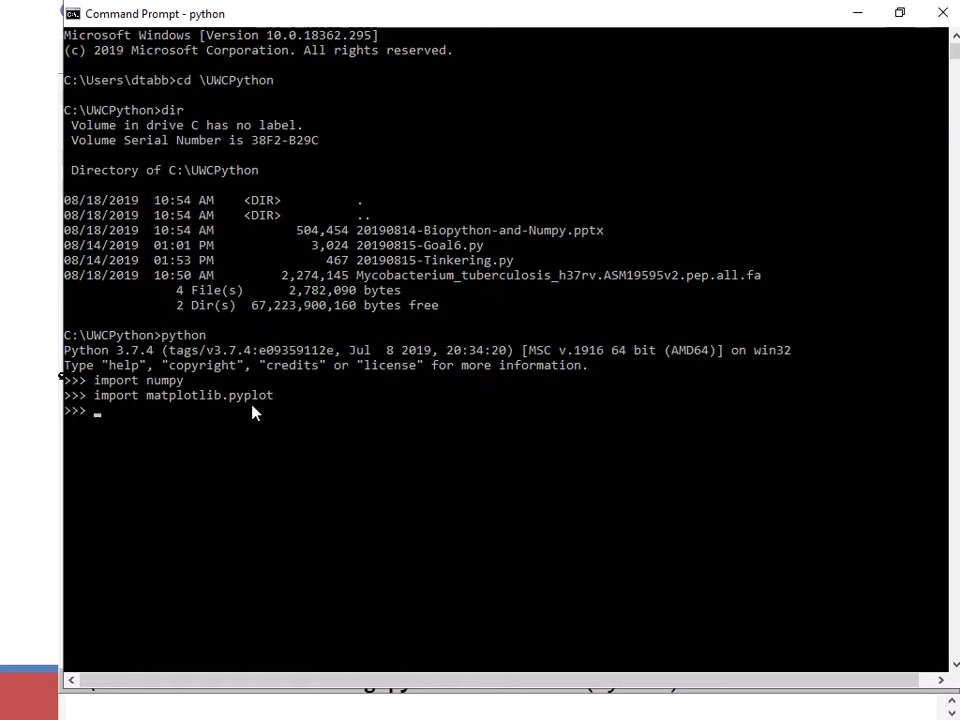 Command Prompt - python
Microsoft Windows [Version 10.0.18362.295]
(c) 2019 Microsoft Corporation. All rights reserved.
C:\Users\dtabb>cd \UWCPython
C:\UWCPython>dir
Volume in drive C has no label.
Volume Serial Number is 38F2-B29C
Directory of C:\UWCPython
08/18/2019 10:54 AM <DIR> .
08/18/2019 10:54 AM <DIR> ..
08/18/2019 10:54 AM 504,454 20190814-Biopython-and-Numpy.pptx
08/14/2019 01:01 PM 3,024 20190815-Goal6.py
08/14/2019 01:53 PM 467 20190815-Tinkering.py
08/18/2019 10:50 AM 2,274,145 Mycobacterium_tuberculosis_h37rv.ASM19595v2.pep.all.fa
4 File(s) 2,782,090 bytes
2 Dir(s) 67,223,900,160 bytes free
C:\UWCPython>python
Python 3.7.4 (tags/v3.7.4:e09359112e, Jul 8 2019, 20:34:20) [MSC v.1916 64 bit (AMD64)] on win32
Type "help", "copyright", "credits" or "license" for more information.
>>> import numpy
>>> import matplotlib.pyplot
>>>